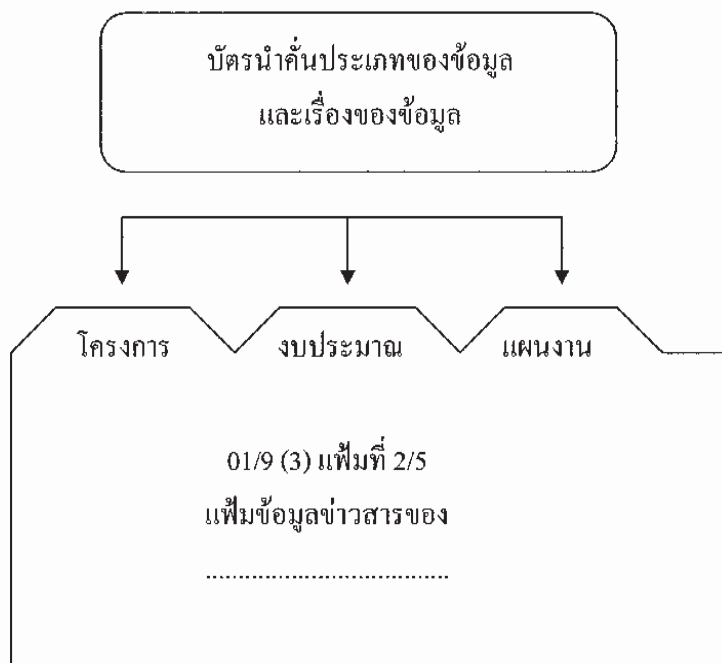 บัตรนำคั่นประเภทของข้อมูล
และเรื่องของข้อมูล
โครงการ งบประมาณ แผนงาน
01/9 (3) แฟ้มที่ 2/5
แฟ้มข้อมูลข่าวสารของ
.................................